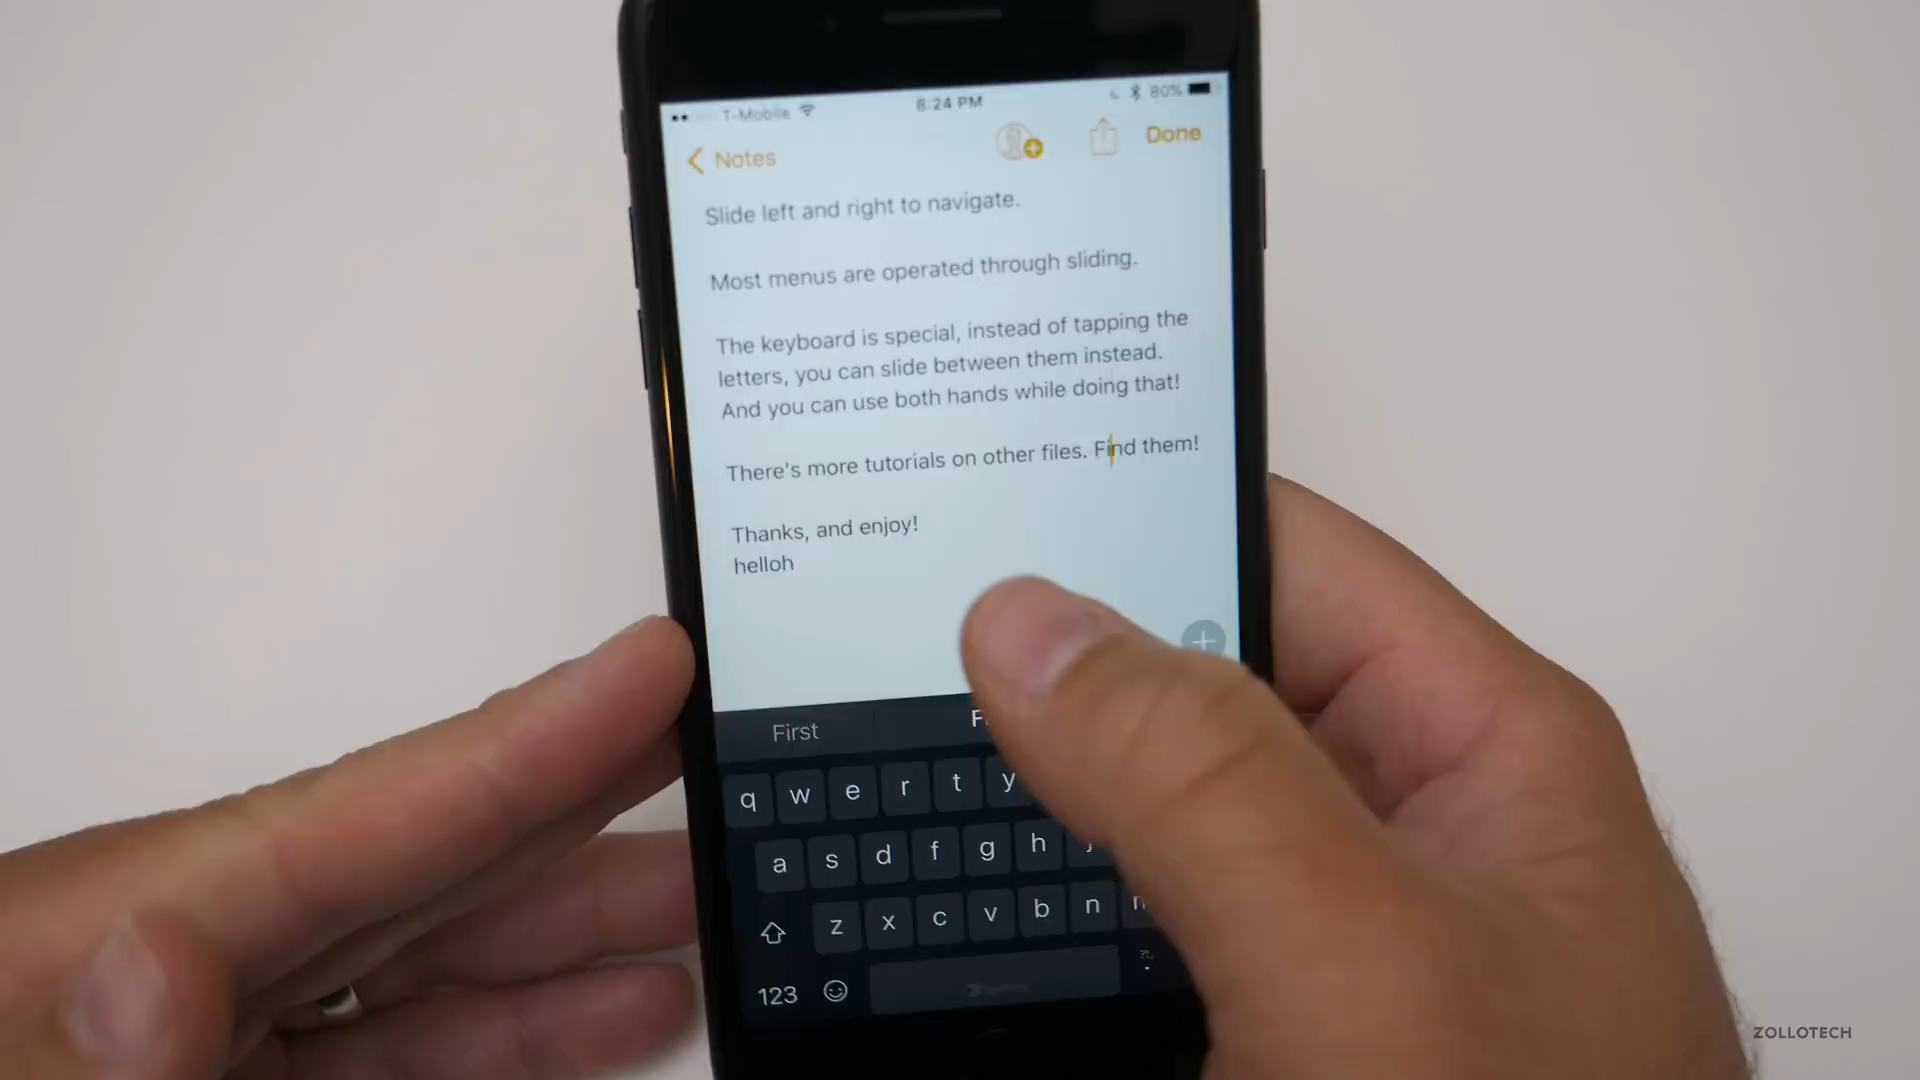 T-Mobile 8:24 PM 80%
Notes Done
Slide left and right to navigate.
Most menus are operated through sliding.
The keyboard is special, instead of tapping the
letters, you can slide between them instead.
And you can use both hands while doing that!
There's more tutorials on other files. Find them!
Thanks, and enjoy!
helloh
First
q w e r t y
a s d f g h
z x c v b n
123
ZOLLOTECH